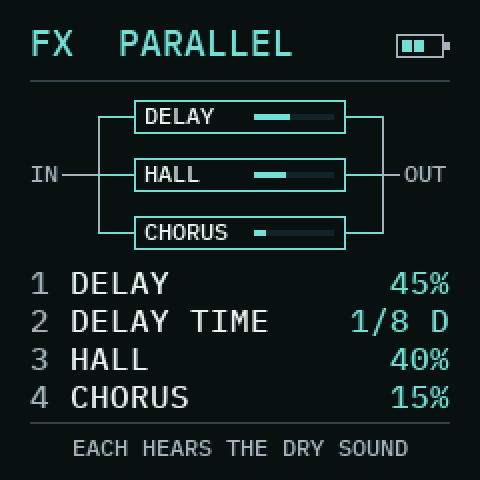 FX PARALLEL
DELAY
IN HALL OUT
CHORUS
1 DELAY 45%
2 DELAY TIME 1/8 D
3 HALL 40%
4 CHORUS 15%
EACH HEARS THE DRY SOUND